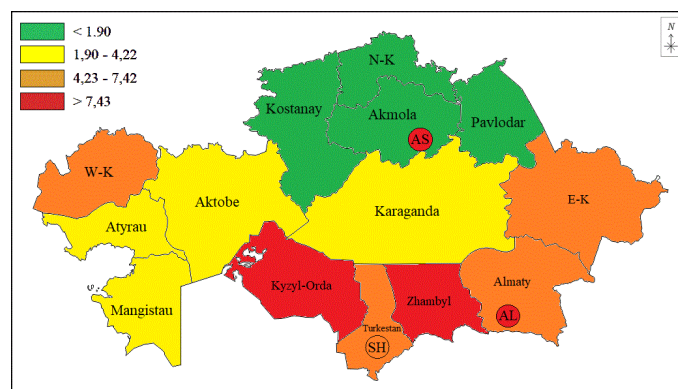 < 1.90
1,90 - 4,22
4,23 - 7,42
> 7,43
N
N-K
Kostanay
Akmola
Pavlodar
AS
W-K
Aktobe
Karaganda
E-K
Atyrau
Mangistau
Kyzyl-Orda
Zhambyl
Almaty
Turkestan
AL
SH